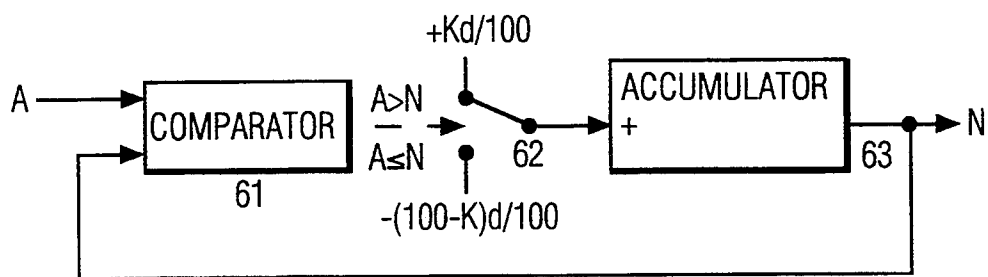 +Kd/100
A
COMPARATOR
61
A>N
A≤N
62
-(100-K)d/100
ACCUMULATOR
+
63
N